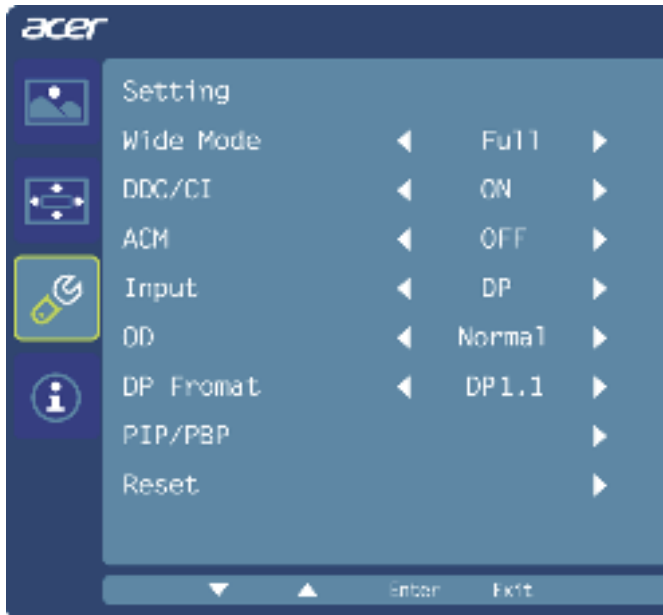 acer
Setting
Wide Mode Full
DDC/CI ON
ACM OFF
Input DP
OD Normal
DP Fromat DP1.1
PIP/PBP
Reset
Enter Exit